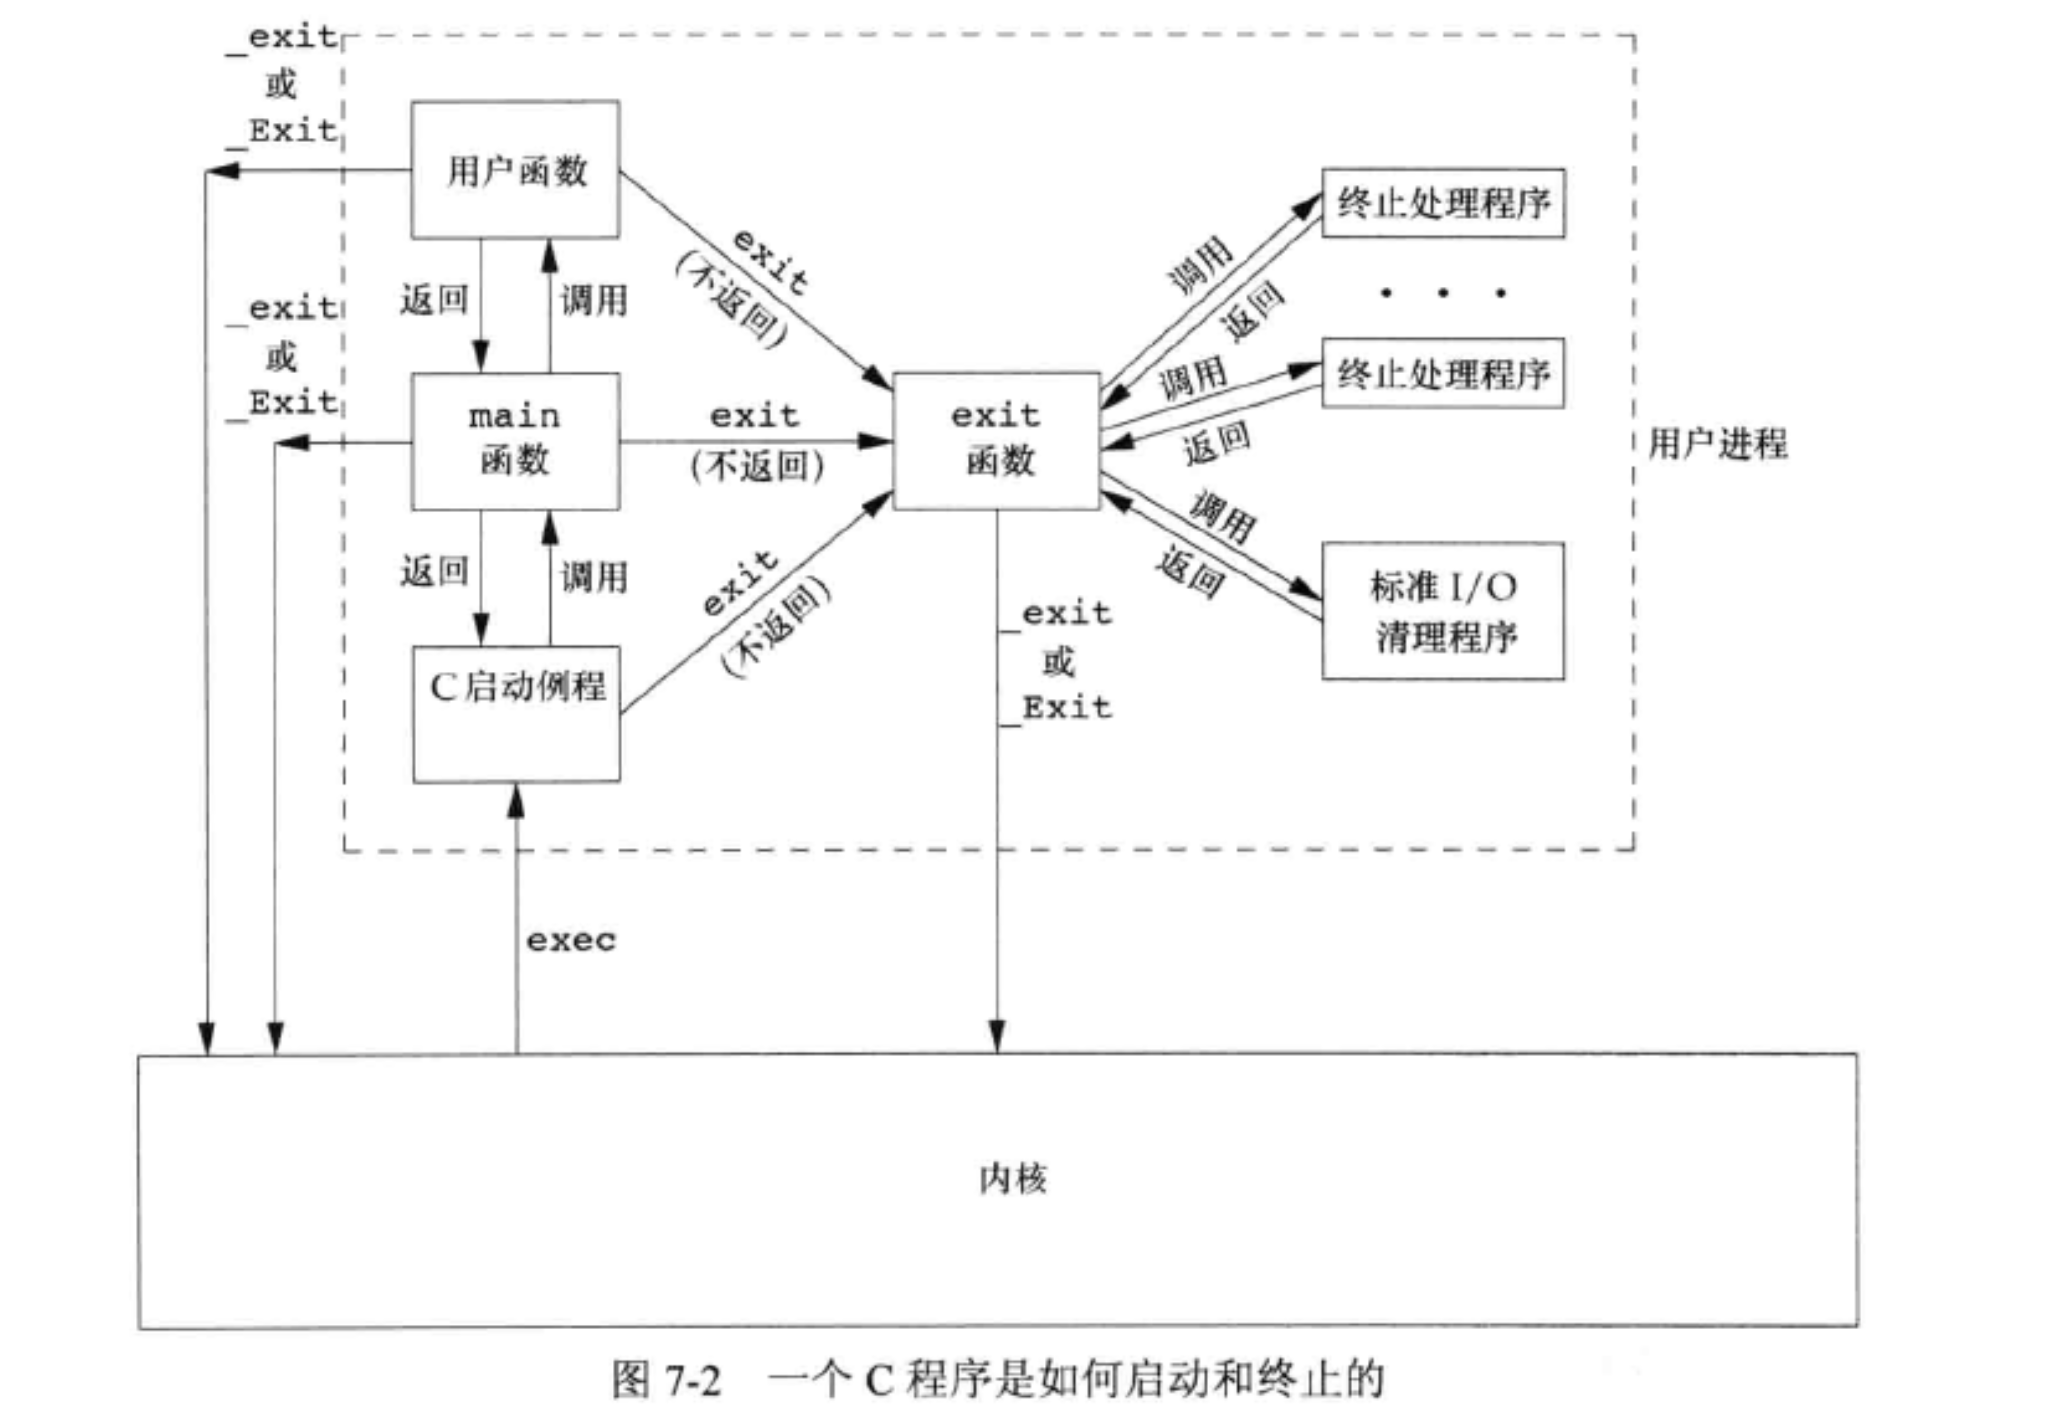 _exit
或
_Exit
用户函数
终止处理程序
exit
(不返回)
调用
返回
返回
调用
_exit
或
_Exit
· · ·
终止处理程序
调用
返回
main
函数
exit
(不返回)
exit
函数
用户进程
返回
调用
exit
(不返回)
调用
返回
标准 I/O
清理程序
C启动例程
_exit
或
_Exit
exec
内核
图 7-2 一个 C 程序是如何启动和终止的